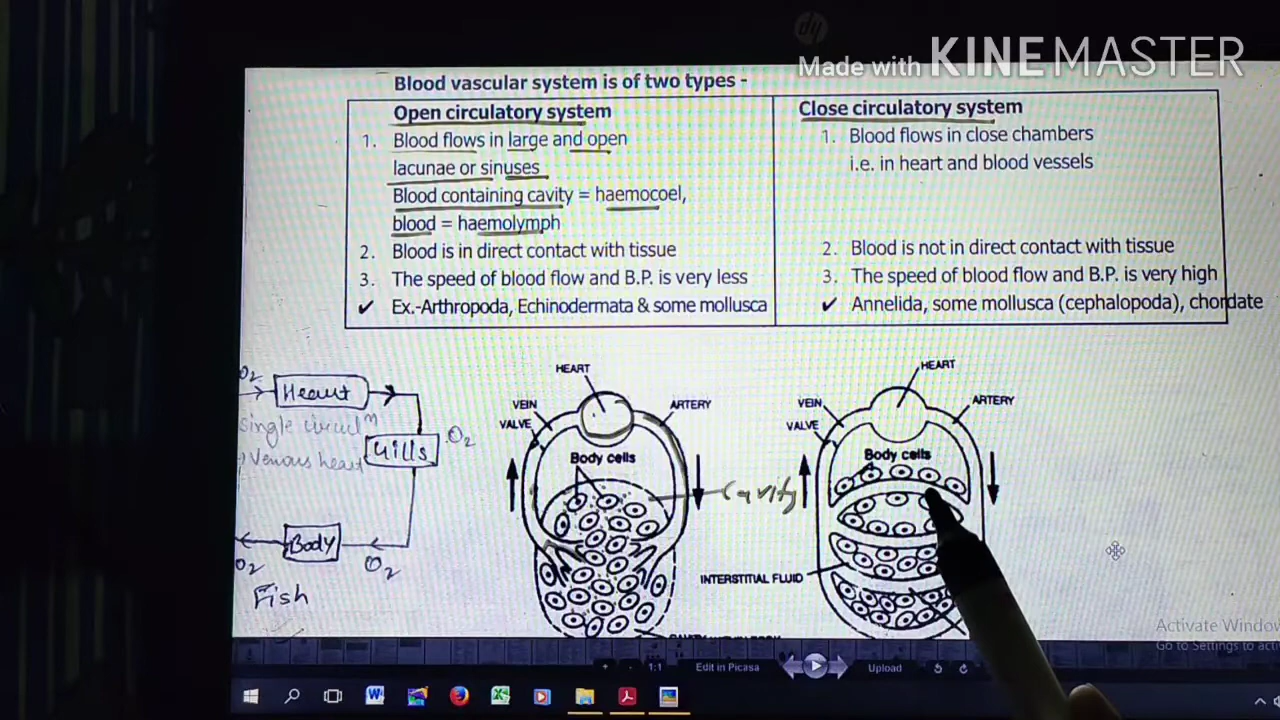 Made with KINEMASTER
Blood vascular system is of two types -
Open circulatory system
1. Blood flows in large and open
lacunae or sinuses
Blood containing cavity = haemocoel,
blood = haemolymph
2. Blood is in direct contact with tissue
3. The speed of blood flow and B.P. is very less
✓ Ex.-Arthropoda, Echinodermata & some mollusca
Close circulatory system
1. Blood flows in close chambers
i.e. in heart and blood vessels
2. Blood is not in direct contact with tissue
3. The speed of blood flow and B.P. is very high
✓ Annelida, some mollusca (cephalopoda), chordate
O2
Heart
Single circulⁿ
Venous heart
Gills
O2
Body
O2
O2
Fish
HEART
VEIN
ARTERY
VALVE
Body cells
Cavity
HEART
VEIN
ARTERY
VALVE
Body cells
INTERSTITIAL FLUID
Activate Window
Go to Settings to acti
1:1
Edit in Picasa
Upload